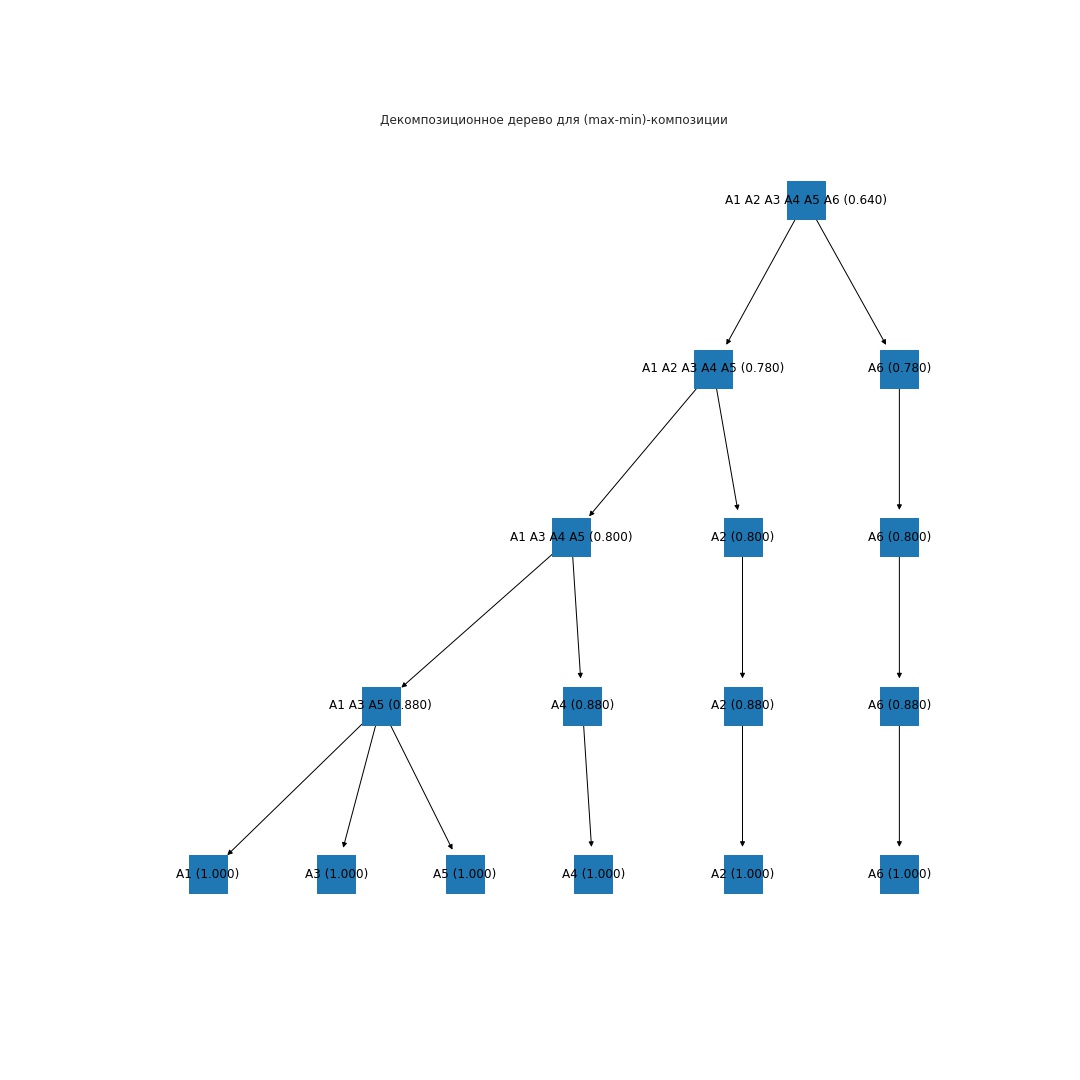 Декомпозиционное дерево для (max-min)-композиции
A1 A2 A3 A4 A5 A6 (0.640)
A1 A2 A3 A4 A5 (0.780)
A6 (0.780)
A1 A3 A4 A5 (0.800)
A2 (0.800)
A6 (0.800)
A1 A3 A5 (0.880)
A4 (0.880)
A2 (0.880)
A6 (0.880)
A1 (1.000)
A3 (1.000)
A5 (1.000)
A4 (1.000)
A2 (1.000)
A6 (1.000)